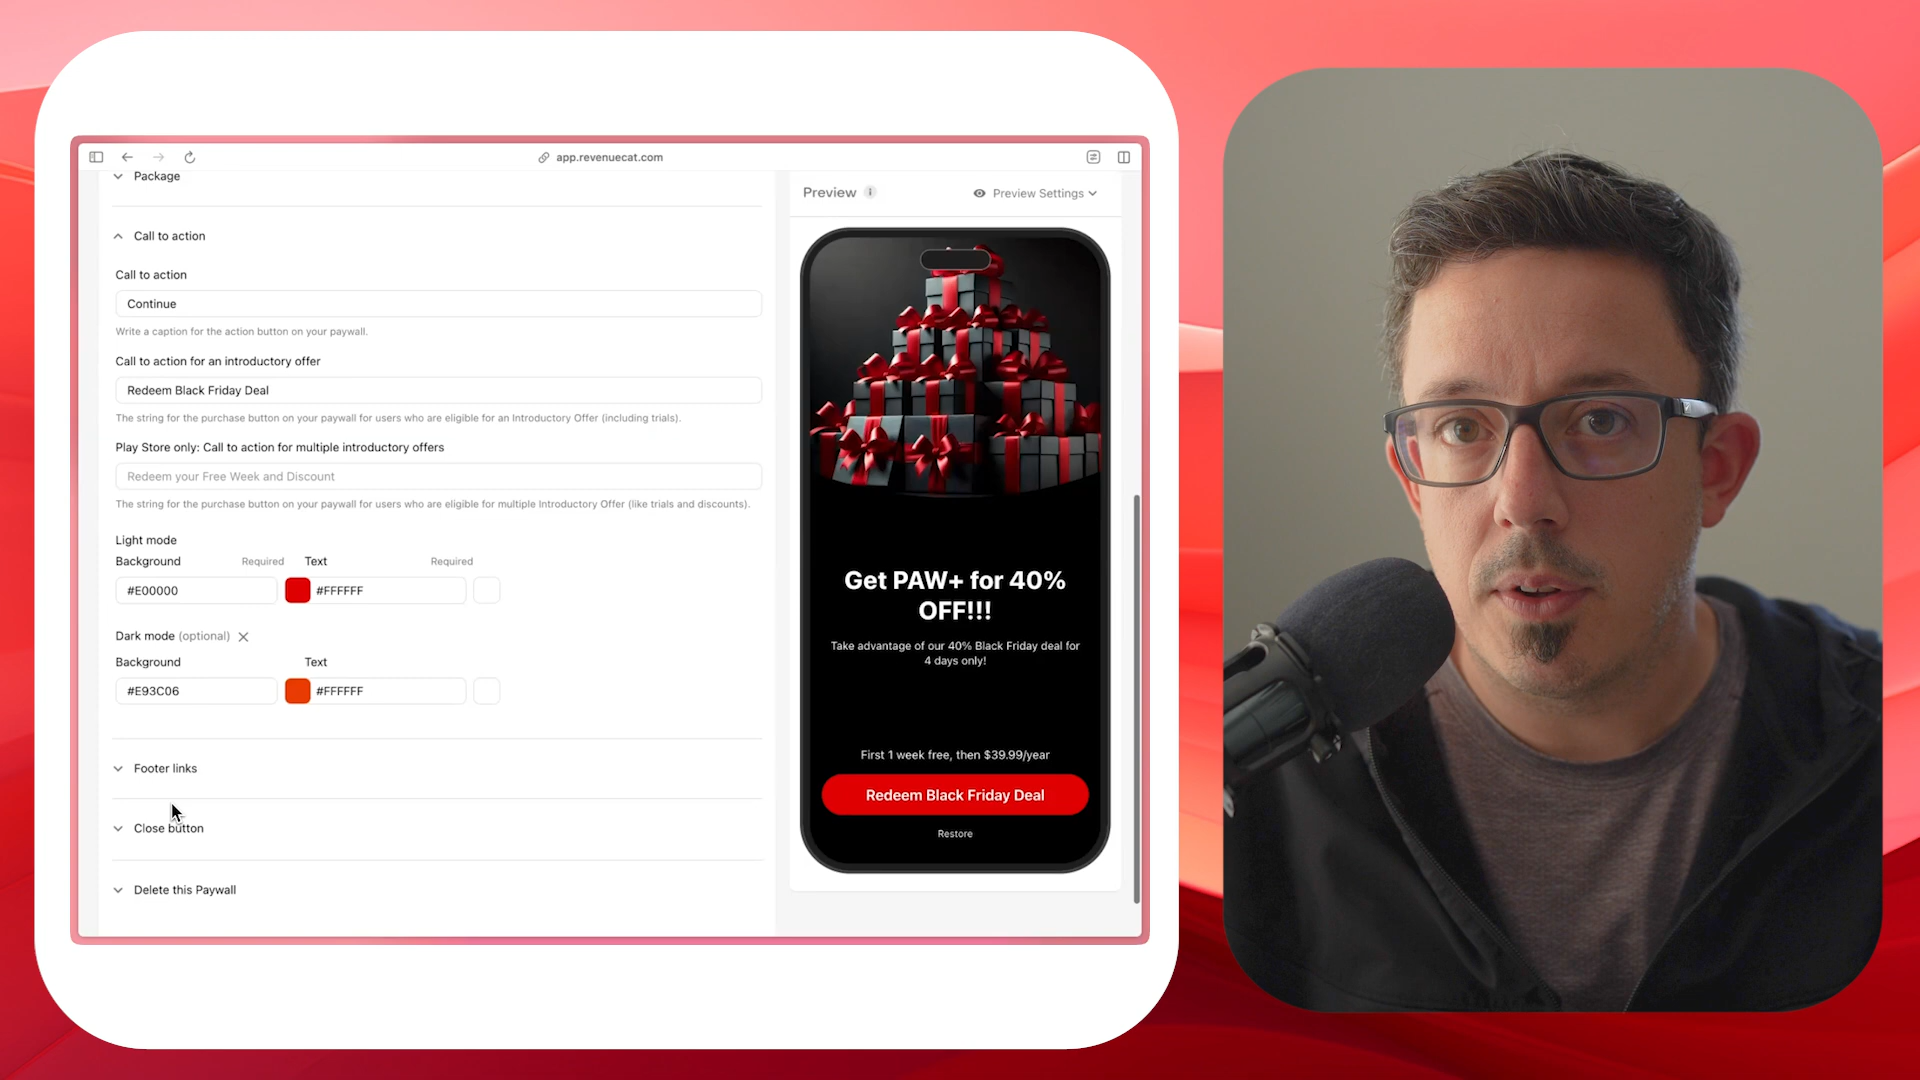 app.revenuecat.com
Package
Call to action
Call to action
Continue
Write a caption for the action button on your paywall.
Call to action for an introductory offer
Redeem Black Friday Deal
The string for the purchase button on your paywall for users who are eligible for an Introductory Offer (including trials).
Play Store only: Call to action for multiple introductory offers
Redeem your Free Week and Discount
The string for the purchase button on your paywall for users who are eligible for multiple Introductory Offer (like trials and discounts).
Light mode
Background Required Text Required
#E00000 #FFFFFF
Dark mode (optional)
Background Text
#E93C06 #FFFFFF
Footer links
Close button
Delete this Paywall
Preview Preview Settings
Get PAW+ for 40%
OFF!!!
Take advantage of our 40% Black Friday deal for
4 days only!
First 1 week free, then $39.99/year
Redeem Black Friday Deal
Restore